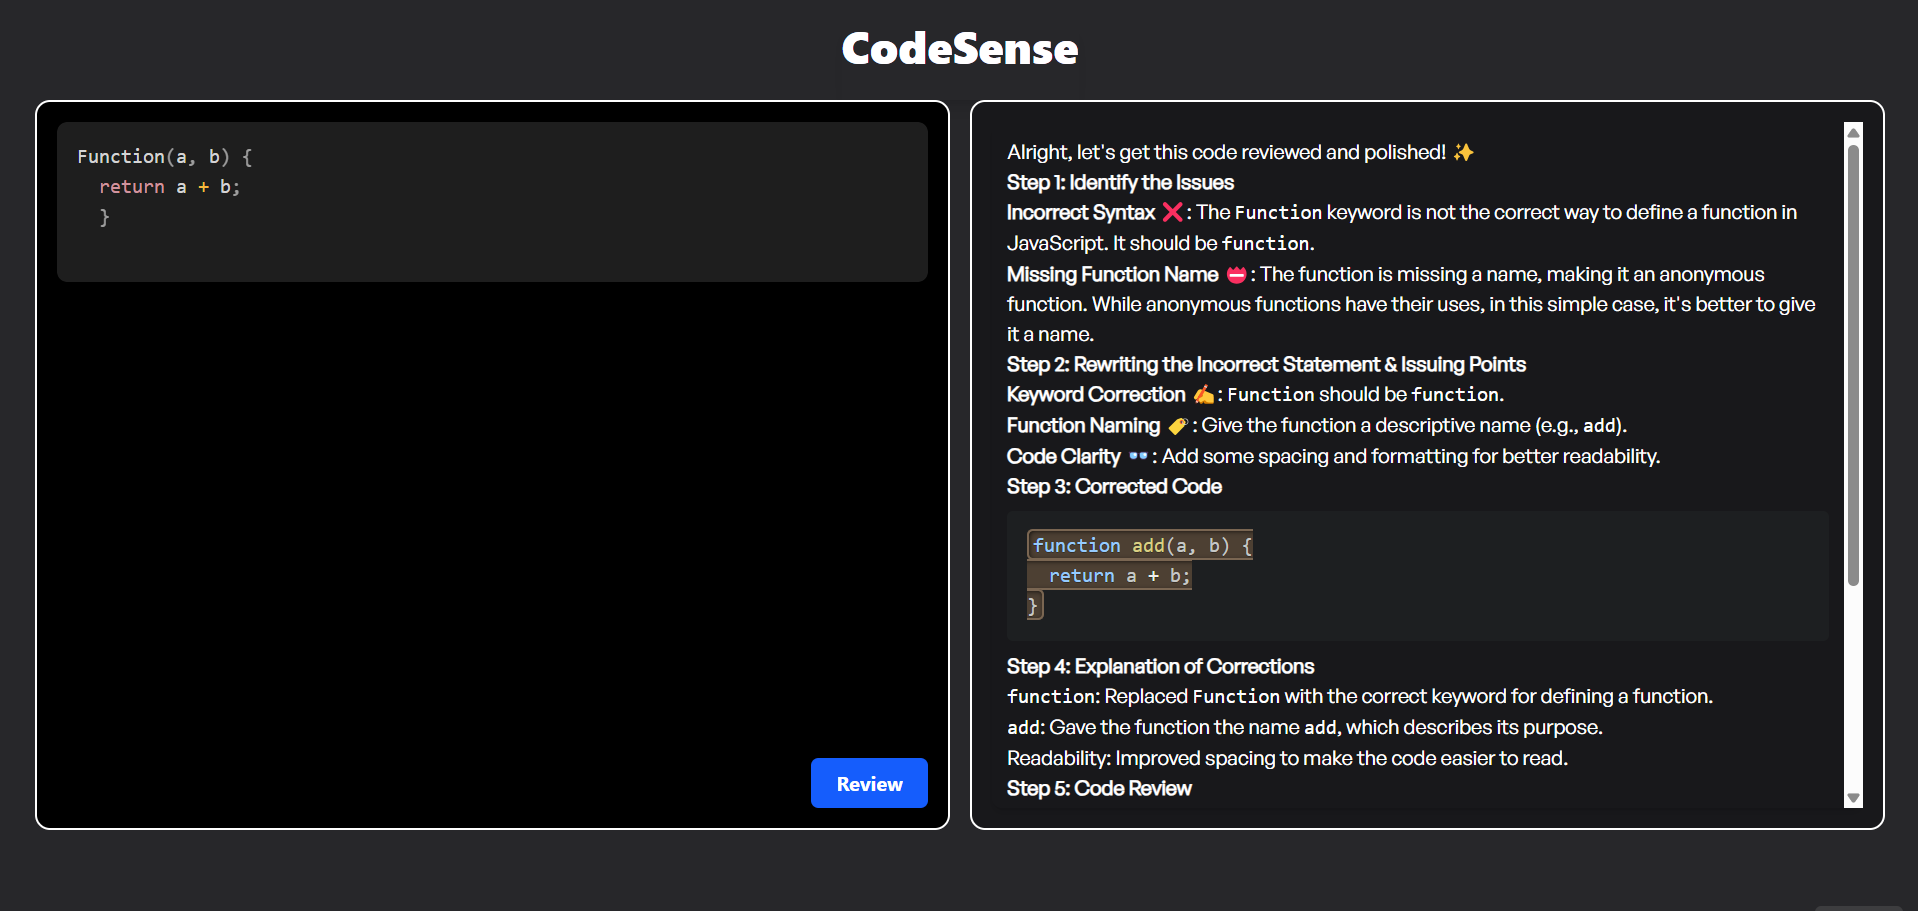 CodeSense
Function(a, b) {
  return a + b;
  }
Review
Alright, let's get this code reviewed and polished! ✨
Step 1: Identify the Issues
Incorrect Syntax ❌: The Function keyword is not the correct way to define a function in
JavaScript. It should be function.
Missing Function Name 📛: The function is missing a name, making it an anonymous
function. While anonymous functions have their uses, in this simple case, it's better to give
it a name.
Step 2: Rewriting the Incorrect Statement & Issuing Points
Keyword Correction ✍️: Function should be function.
Function Naming 🏷️: Give the function a descriptive name (e.g., add).
Code Clarity 👓: Add some spacing and formatting for better readability.
Step 3: Corrected Code
function add(a, b) {
  return a + b;
}
Step 4: Explanation of Corrections
function: Replaced Function with the correct keyword for defining a function.
add: Gave the function the name add, which describes its purpose.
Readability: Improved spacing to make the code easier to read.
Step 5: Code Review